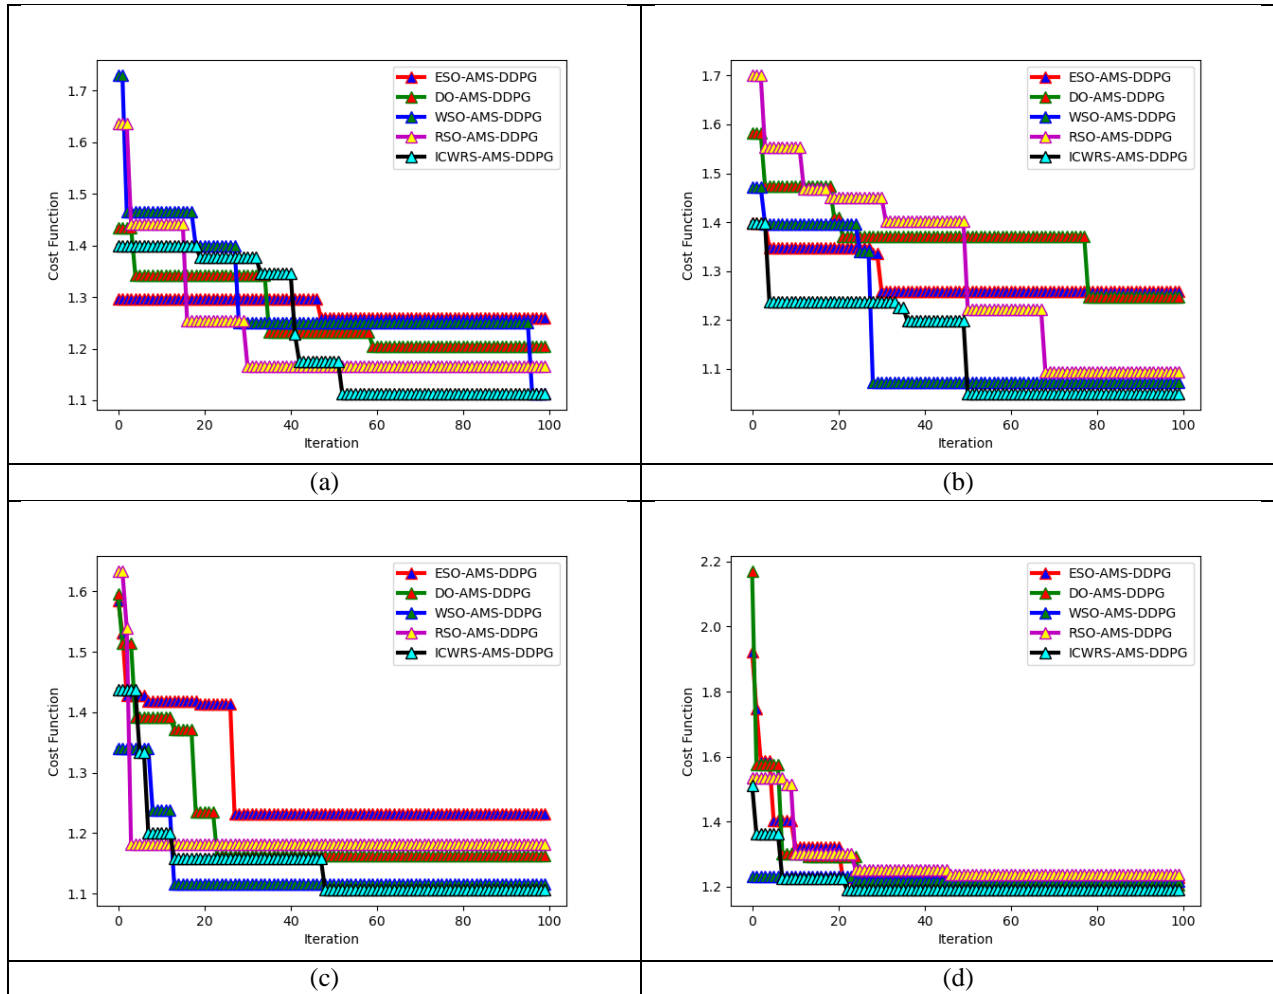 1.7
1.6
1.5
1.4
1.3
1.2
1.1
Cost Function
0 20 40 60 80 100
Iteration
ESO-AMS-DDPG
DO-AMS-DDPG
WSO-AMS-DDPG
RSO-AMS-DDPG
ICWRS-AMS-DDPG
(a)
1.7
1.6
1.5
1.4
1.3
1.2
1.1
Cost Function
0 20 40 60 80 100
Iteration
ESO-AMS-DDPG
DO-AMS-DDPG
WSO-AMS-DDPG
RSO-AMS-DDPG
ICWRS-AMS-DDPG
(b)
1.6
1.5
1.4
1.3
1.2
1.1
Cost Function
0 20 40 60 80 100
Iteration
ESO-AMS-DDPG
DO-AMS-DDPG
WSO-AMS-DDPG
RSO-AMS-DDPG
ICWRS-AMS-DDPG
(c)
2.2
2.0
1.8
1.6
1.4
1.2
Cost Function
0 20 40 60 80 100
Iteration
ESO-AMS-DDPG
DO-AMS-DDPG
WSO-AMS-DDPG
RSO-AMS-DDPG
ICWRS-AMS-DDPG
(d)